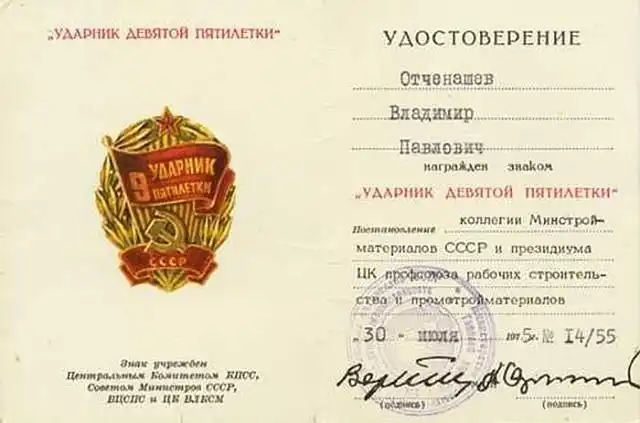 „УДАРНИК ДЕВЯТОЙ ПЯТИЛЕТКИ“
9
УДАРНИК
ПЯТИЛЕТКИ
СССР
Знак учрежден
Центральным Комитетом КПСС,
Советом Министров СССР,
ВЦСПС и ЦК ВЛКСМ
УДОСТОВЕРЕНИЕ
Отченашев
Владимир
Павлович
награжден знаком
„УДАРНИК ДЕВЯТОЙ ПЯТИЛЕТКИ“
Постановление коллегии Минстрой-
материалов СССР и президиума
ЦК профсоюза рабочих строитель-
ства и промстройматериалов
„30 - июля 1975г. № 14/55
(подпись) (подпись)